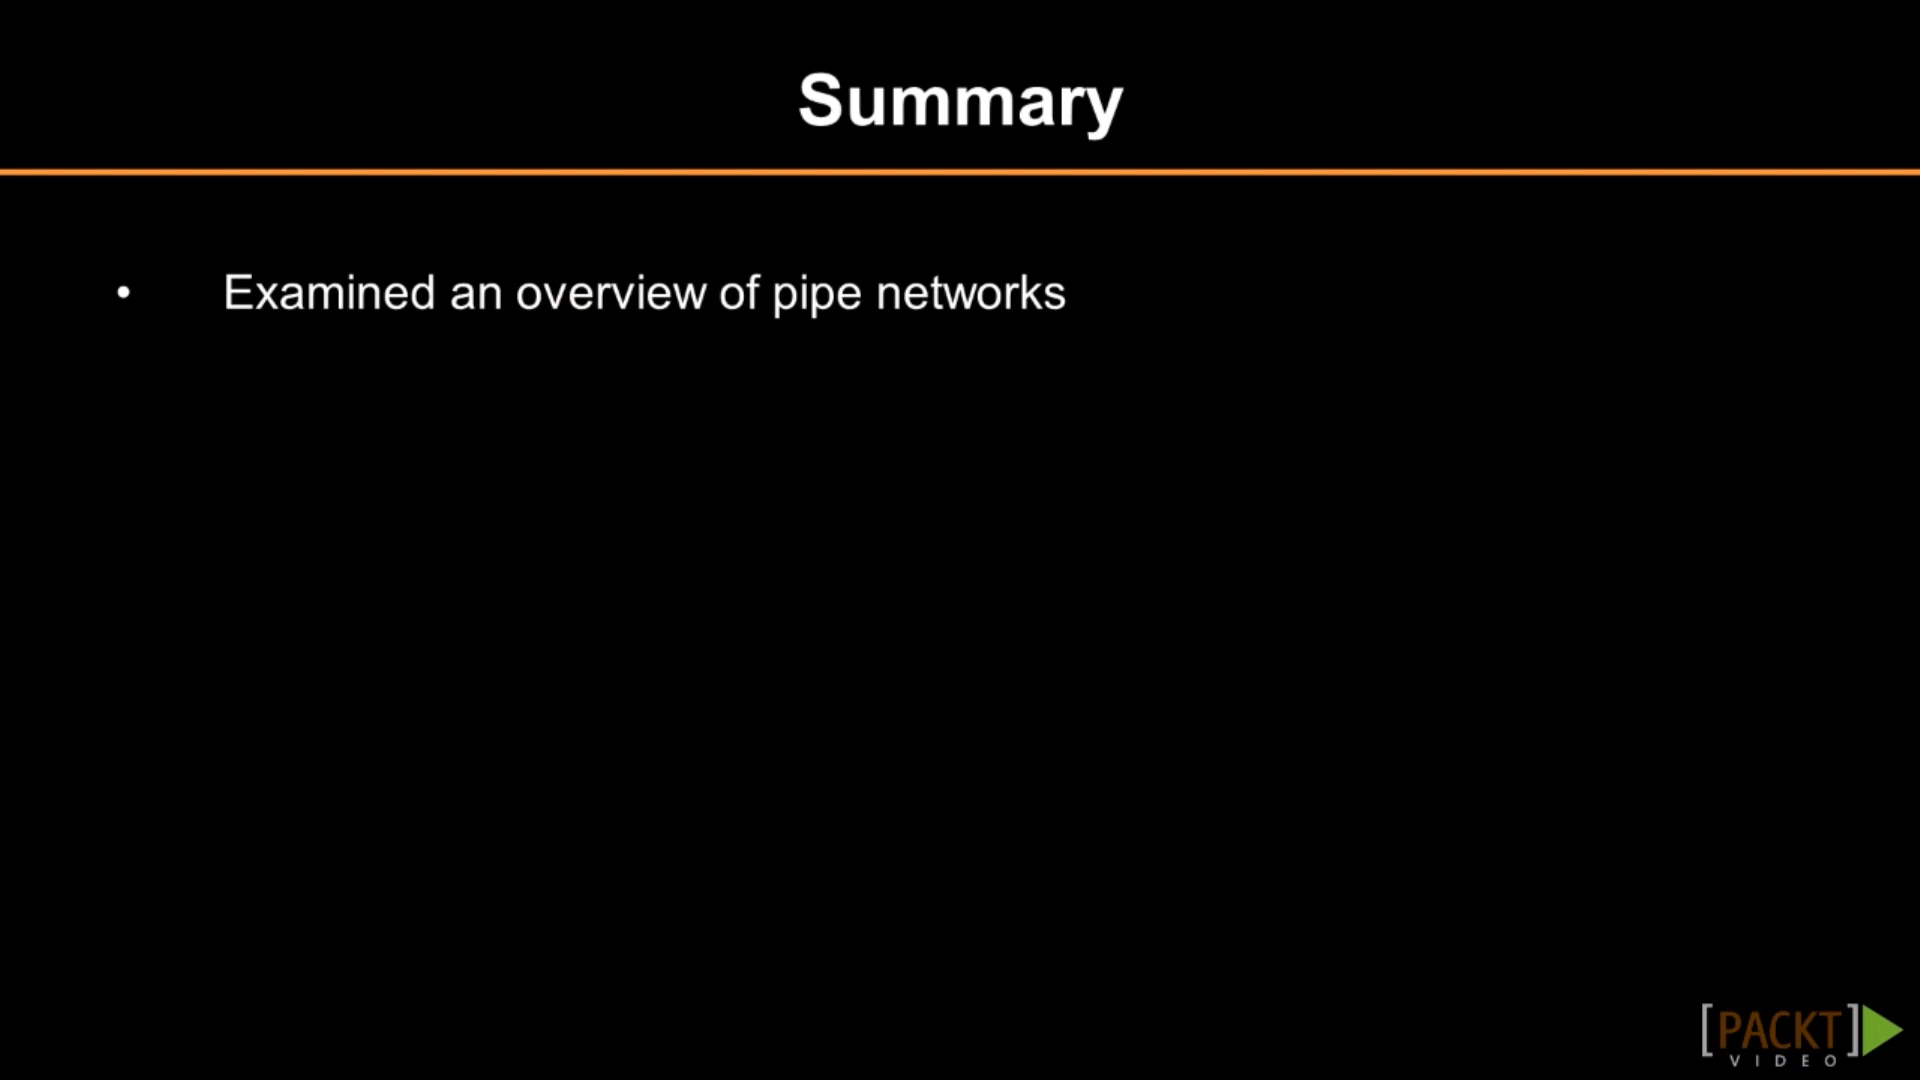 Summary
• Examined an overview of pipe networks
[PACKT]
VIDEO